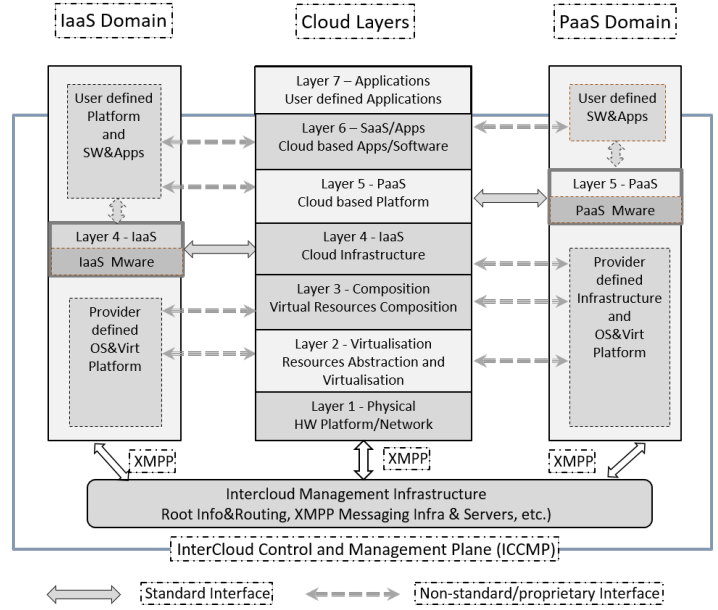 IaaS Domain
Cloud Layers
PaaS Domain
User defined
Platform
and
SW&Apps
Layer 4 - IaaS
IaaS Mware
Provider
defined
OS&Virt
Platform
Layer 7 – Applications
User defined Applications
Layer 6 – SaaS/Apps
Cloud based Apps/Software
Layer 5 - PaaS
Cloud based Platform
Layer 4 - IaaS
Cloud Infrastructure
Layer 3 - Composition
Virtual Resources Composition
Layer 2 - Virtualisation
Resources Abstraction and
Virtualisation
Layer 1 - Physical
HW Platform/Network
User defined
SW&Apps
Layer 5 - PaaS
PaaS Mware
Provider
defined
Infrastructure
and
OS&Virt
Platform
XMPP
XMPP
XMPP
Intercloud Management Infrastructure
Root Info&Routing, XMPP Messaging Infra & Servers, etc.)
InterCloud Control and Management Plane (ICCMP)
Standard Interface
Non-standard/proprietary Interface